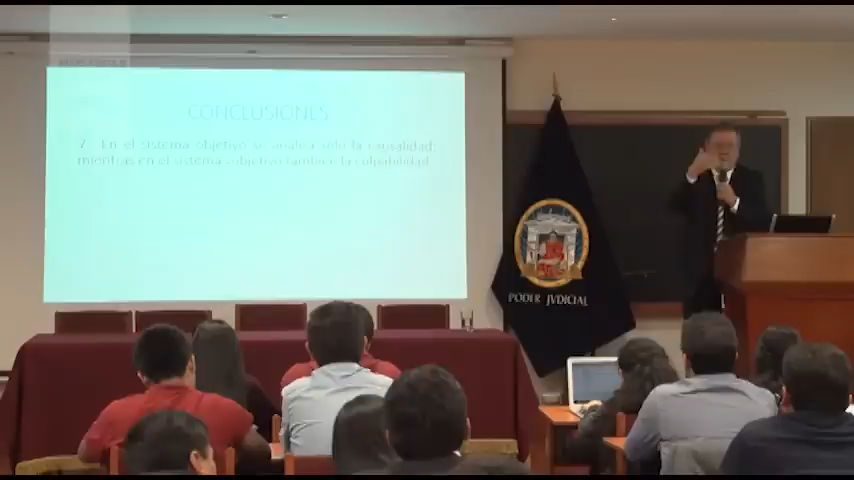 CONCLUSIONES
7. En el sistema objetivo se analiza solo la causalidad;
mientras en el sistema subjetivo también la culpabilidad.
PODER JVDICIAL